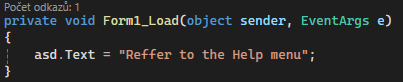 Počet odkazů: 1
private void Form1_Load(object sender, EventArgs e)
{
asd.Text = "Reffer to the Help menu";
}